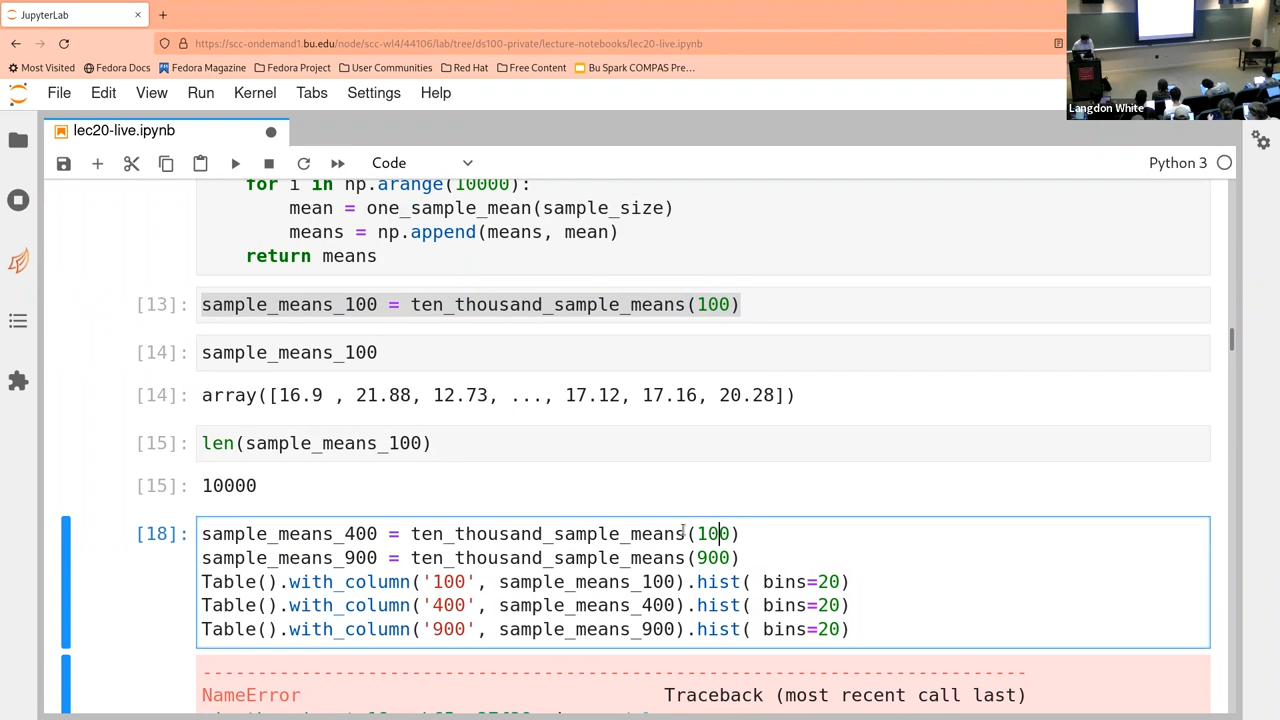 JupyterLab
https://scc-ondemand1.bu.edu/node/scc-wl4/44106/lab/tree/ds100-private/lecture-notebooks/lec20-live.ipynb
Most Visited Fedora Docs Fedora Magazine Fedora Project User Communities Red Hat Free Content Bu Spark COMPAS Pre...
Langdon White
File Edit View Run Kernel Tabs Settings Help
lec20-live.ipynb
Code Python 3
for i in np.arange(10000):
mean = one_sample_mean(sample_size)
means = np.append(means, mean)
return means
[13]: sample_means_100 = ten_thousand_sample_means(100)
[14]: sample_means_100
[14]: array([16.9 , 21.88, 12.73, ..., 17.12, 17.16, 20.28])
[15]: len(sample_means_100)
[15]: 10000
[18]: sample_means_400 = ten_thousand_sample_means(100)
sample_means_900 = ten_thousand_sample_means(900)
Table().with_column('100', sample_means_100).hist( bins=20)
Table().with_column('400', sample_means_400).hist( bins=20)
Table().with_column('900', sample_means_900).hist( bins=20)
---------------------------------------------------------------------------
NameError Traceback (most recent call last)